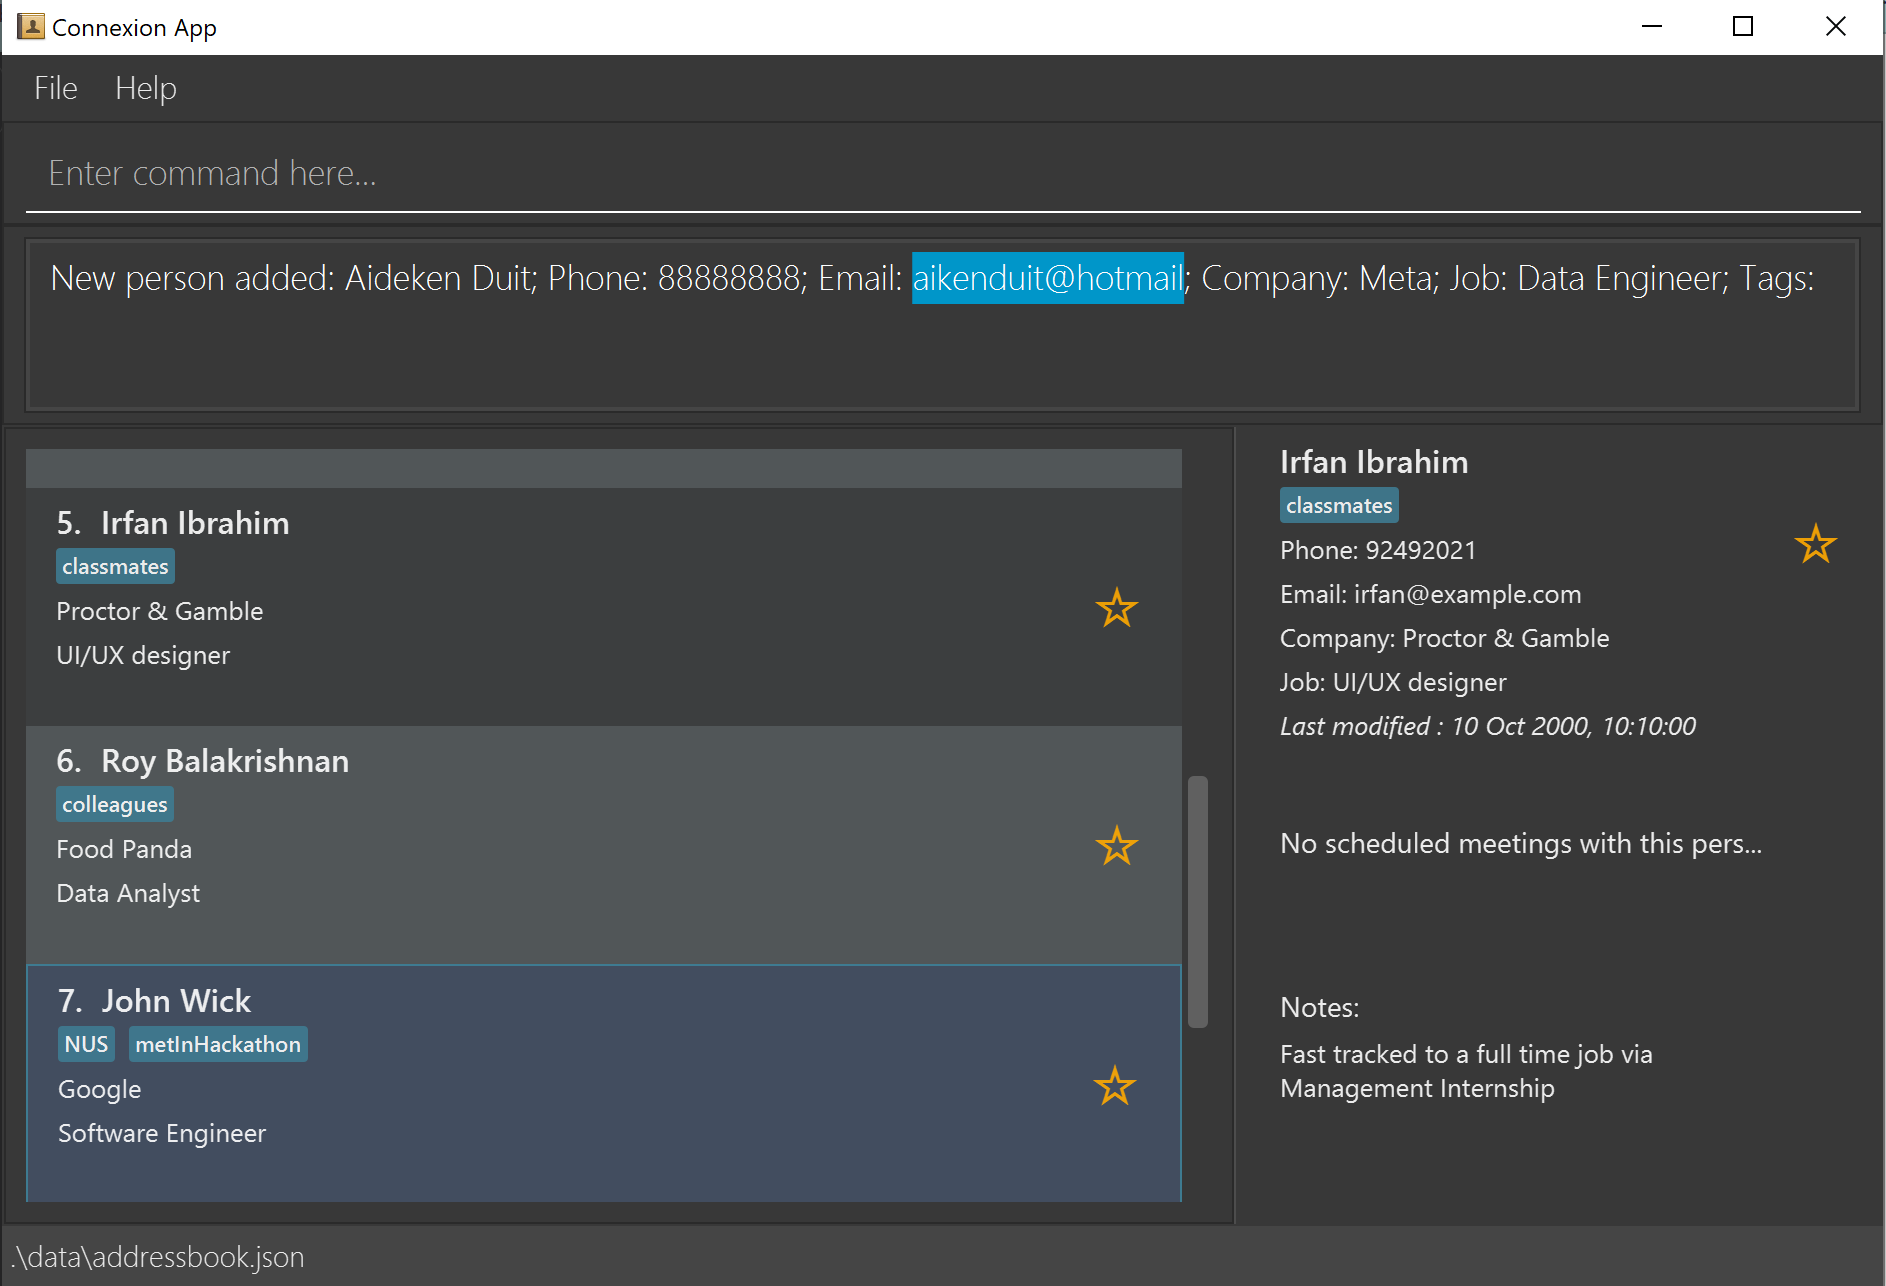 Connexion App
File Help
Enter command here...
New person added: Aideken Duit; Phone: 88888888; Email: aikenduit@hotmail; Company: Meta; Job: Data Engineer; Tags:
5. Irfan Ibrahim
classmates
Proctor & Gamble
UI/UX designer
6. Roy Balakrishnan
colleagues
Food Panda
Data Analyst
7. John Wick
NUS metInHackathon
Google
Software Engineer
Irfan Ibrahim
classmates
Phone: 92492021
Email: irfan@example.com
Company: Proctor & Gamble
Job: UI/UX designer
Last modified : 10 Oct 2000, 10:10:00
No scheduled meetings with this pers...
Notes:
Fast tracked to a full time job via
Management Internship
.\data\addressbook.json